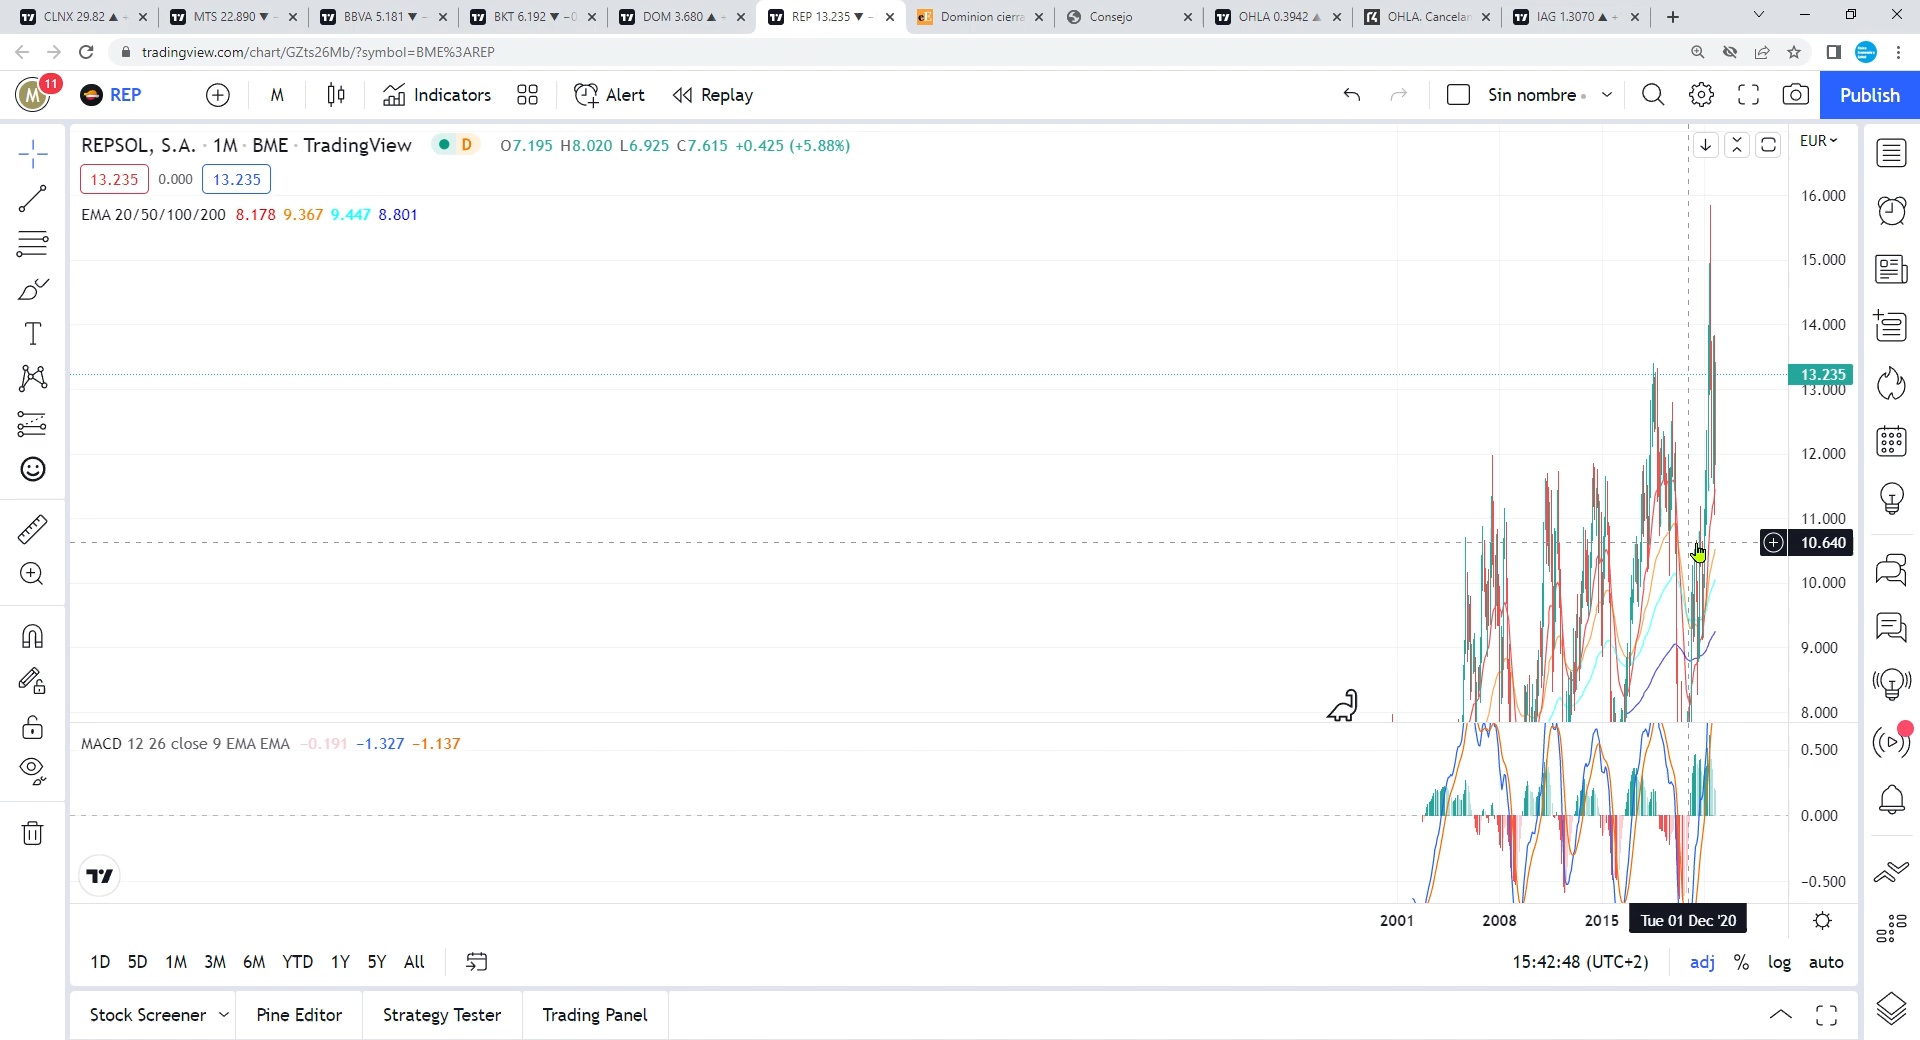 CLNX 29.82 ▲ +
MTS 22.890 ▼ −
BBVA 5.181 ▼ −
BKT 6.192 ▼ −0
DOM 3.680 ▲ +
REP 13.235 ▼ −
Dominion cierra
Consejo
OHLA 0.3942 ▲ +
OHLA. Cancelan
IAG 1.3070 ▲ +
tradingview.com/chart/GZts26Mb/?symbol=BME%3AREP
M
11
REP
M
Indicators
Alert
Replay
Sin nombre
Publish
REPSOL, S.A. · 1M · BME · TradingView
D
O7.195 H8.020 L6.925 C7.615 +0.425 (+5.88%)
EUR
13.235
0.000
13.235
EMA 20/50/100/200 8.178 9.367 9.447 8.801
16.000
15.000
14.000
13.235
13.000
12.000
11.000
10.640
10.000
9.000
8.000
MACD 12 26 close 9 EMA EMA −0.191 −1.327 −1.137
0.500
0.000
−0.500
2001
2008
2015
Tue 01 Dec '20
1D 5D 1M 3M 6M YTD 1Y 5Y All
15:42:48 (UTC+2)
adj % log auto
Stock Screener
Pine Editor
Strategy Tester
Trading Panel